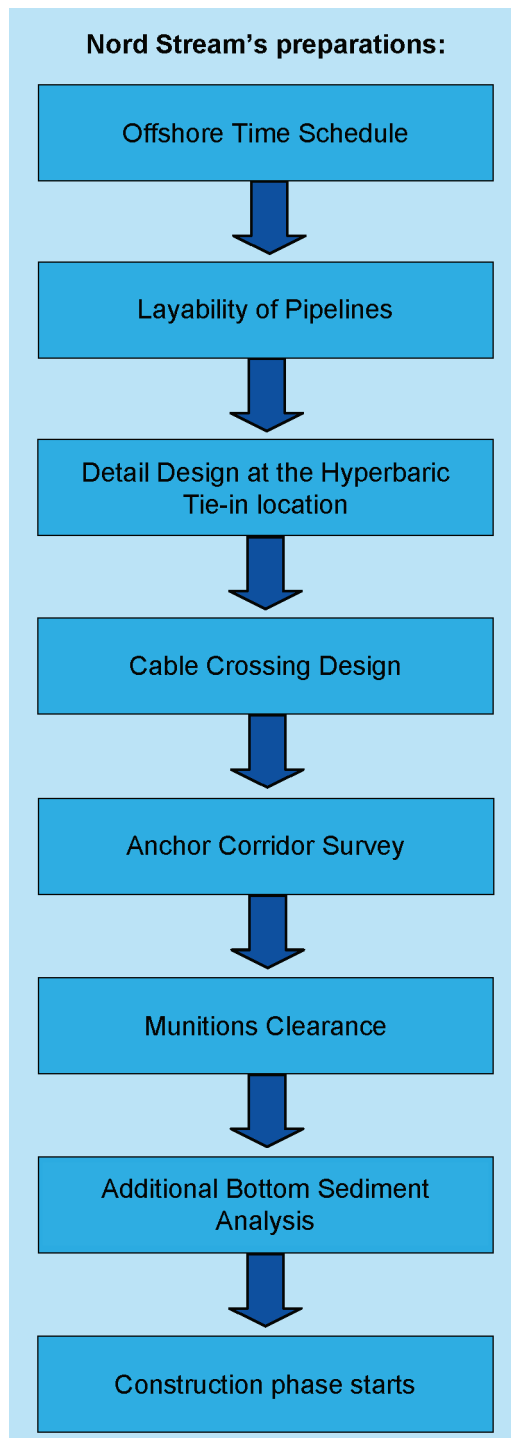 Nord Stream's preparations:
Offshore Time Schedule
Layability of Pipelines
Detail Design at the Hyperbaric
Tie-in location
Cable Crossing Design
Anchor Corridor Survey
Munitions Clearance
Additional Bottom Sediment
Analysis
Construction phase starts